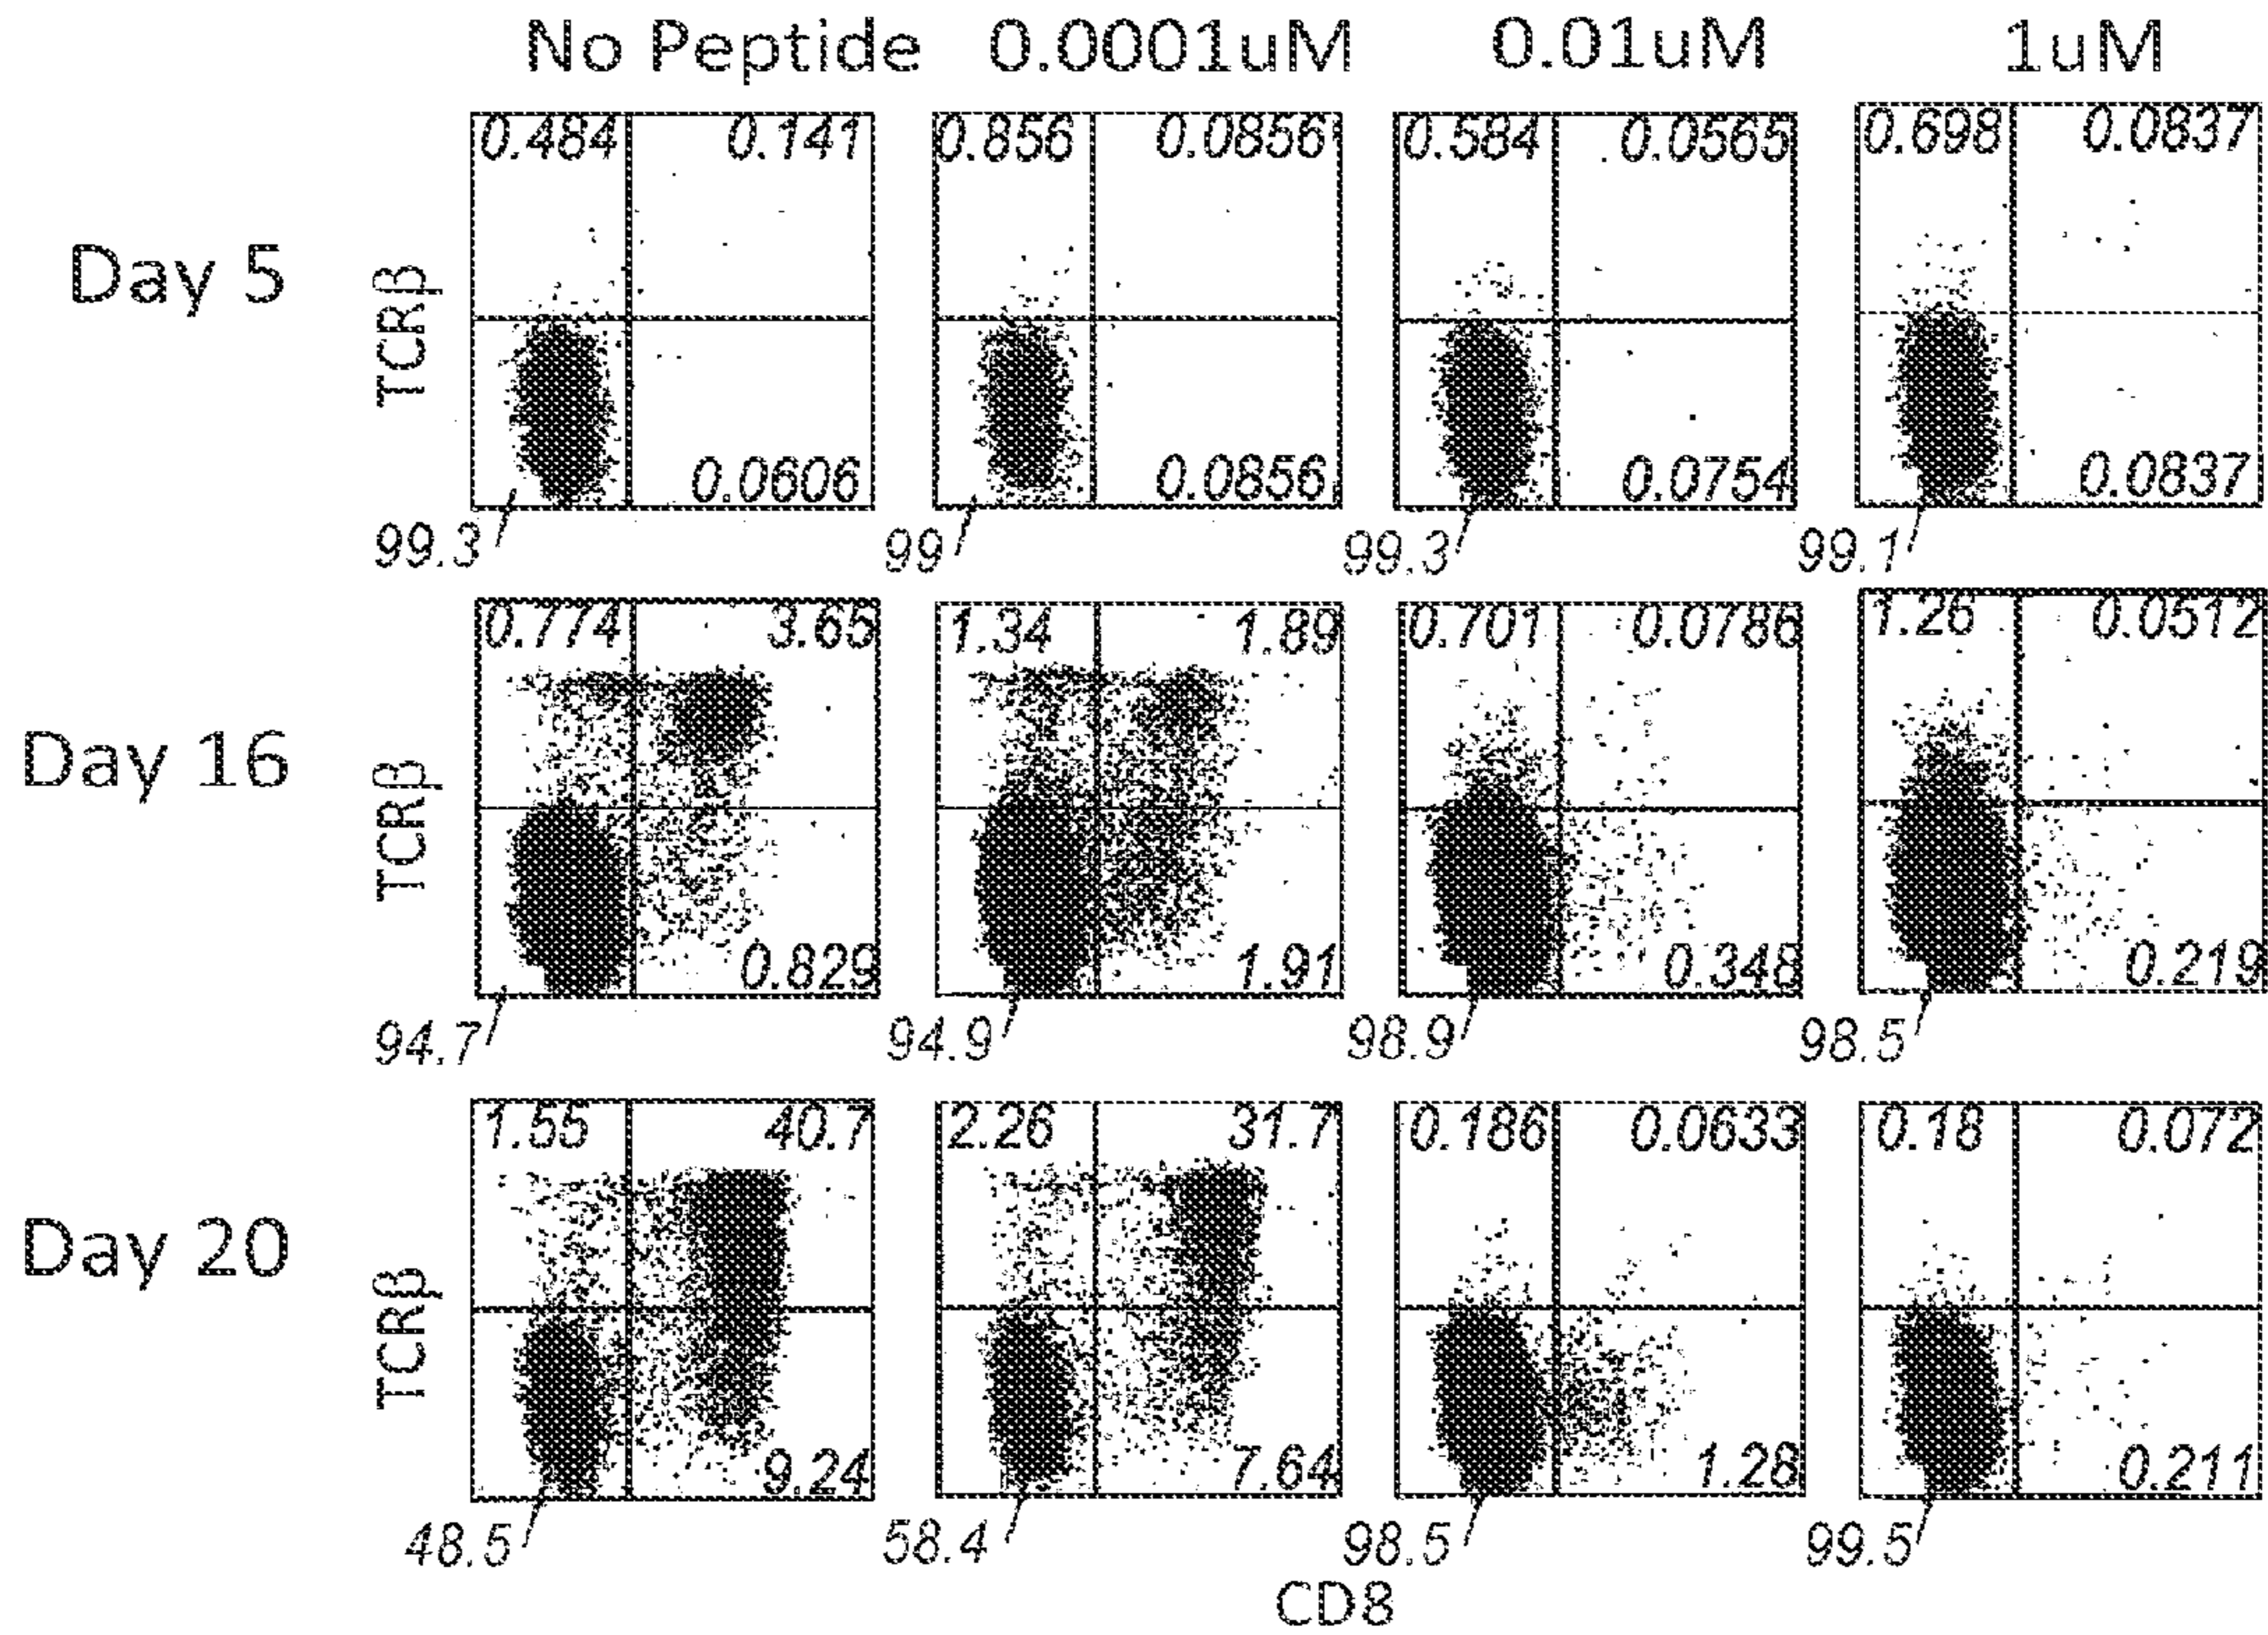 No Peptide 0.0001uM 0.01uM 1uM
0.484 0.141 0.856 0.0856 0.584 0.0565 0.698 0.0837
Day 5
TCRβ
0.0606 0.0856 0.0754 0.0837
99.3 99 99.3 99.1
0.774 3.65 1.34 1.89 0.701 0.0786 1.26 0.0512
Day 16
TCRβ
0.829 1.91 0.348 0.219
94.7 94.9 98.9 98.5
1.55 40.7 2.26 31.7 0.186 0.0633 0.18 0.072
Day 20
TCRβ
9.24 7.64 1.28 0.211
48.5 58.4 98.5 99.5
CD8